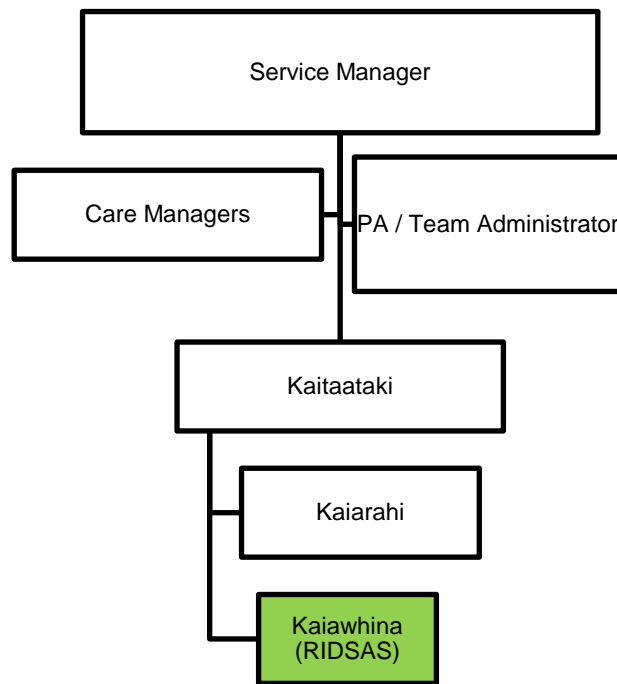 Service Manager
Care Managers
PA / Team Administrator
Kaitaataki
Kaiarahi
Kaiawhina
(RIDSAS)